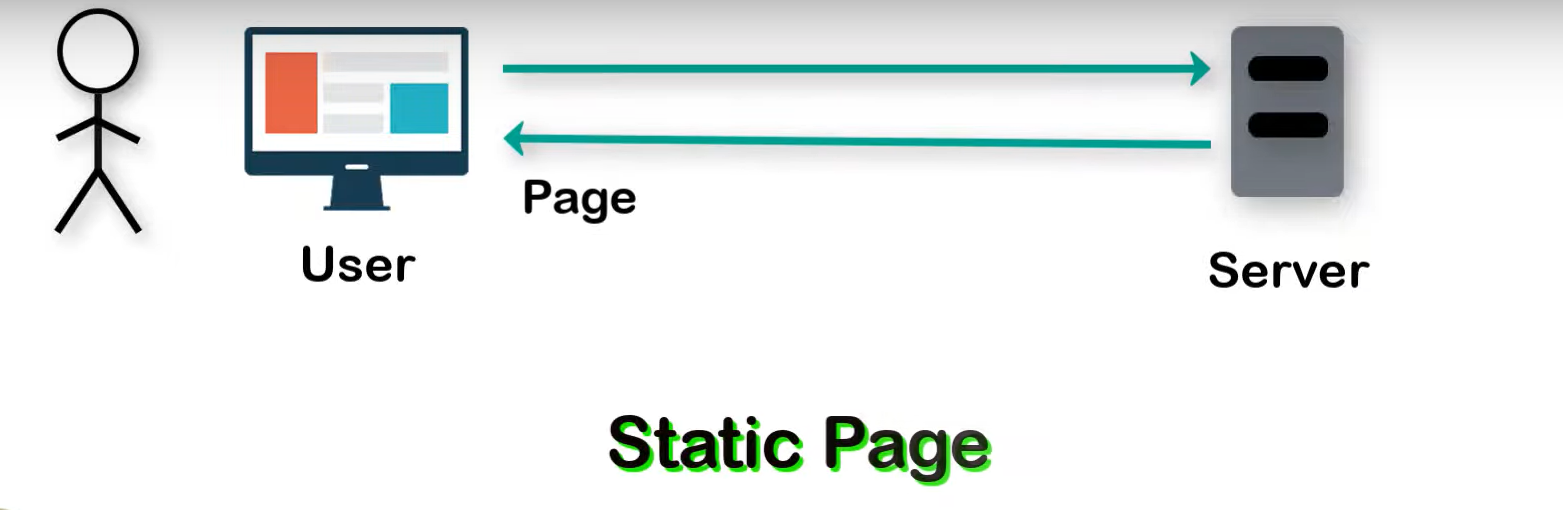 Page
User
Server
Static Page